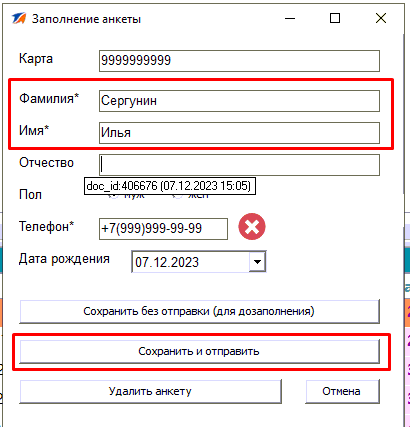 Заполнение анкеты
Карта
9999999999
Фамилия*
Сергунин
Имя*
Илья
Отчество
doc_id:406676 (07.12.2023 15:05)
Пол
Телефон*
+7(999)999-99-99
Дата рождения
07.12.2023
Сохранить без отправки (для дозаполнения)
Сохранить и отправить
Удалить анкету
Отмена